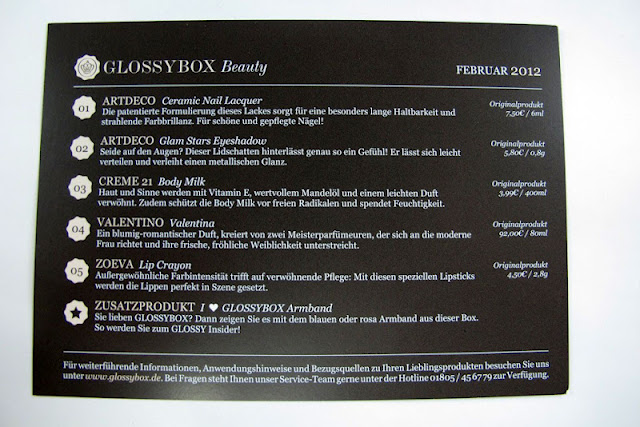 GLOSSYBOX Beauty
FEBRUAR 2012
01 ARTDECO Ceramic Nail Lacquer
Die patentierte Formulierung dieses Lackes sorgt für eine besonders lange Haltbarkeit und
strahlende Farbbrillanz. Für schöne und gepflegte Nägel!
Originalprodukt
7,50€ / 6ml
02 ARTDECO Glam Stars Eyeshadow
Seide auf den Augen? Dieser Lidschatten hinterlässt genau so ein Gefühl! Er lässt sich leicht
verteilen und verleiht einen metallischen Glanz.
Originalprodukt
5,80€ / 0,8g
03 CREME 21 Body Milk
Haut und Sinne werden mit Vitamin E, wertvollem Mandelöl und einem leichten Duft
verwöhnt. Zudem schützt die Body Milk vor freien Radikalen und spendet Feuchtigkeit.
Originalprodukt
3,99€ / 400ml
04 VALENTINO Valentina
Ein blumig-romantischer Duft, kreiert von zwei Meisterparfümeuren, der sich an die moderne
Frau richtet und ihre frische, fröhliche Weiblichkeit unterstreicht.
Originalprodukt
92,00€ / 80ml
05 ZOEVA Lip Crayon
Außergewöhnliche Farbintensität trifft auf verwöhnende Pflege: Mit diesen speziellen Lipsticks
werden die Lippen perfekt in Szene gesetzt.
Originalprodukt
4,50€ / 2,8g
ZUSATZPRODUKT I ♥ GLOSSYBOX Armband
Sie lieben GLOSSYBOX? Dann zeigen Sie es mit dem blauen oder rosa Armband aus dieser Box.
So werden Sie zum GLOSSY Insider!
Für weiterführende Informationen, Anwendungshinweise und Bezugsquellen zu Ihren Lieblingsprodukten besuchen Sie uns
unter www.glossybox.de. Bei Fragen steht Ihnen unser Service-Team gerne unter der Hotline 01805 / 45 67 79 zur Verfügung.